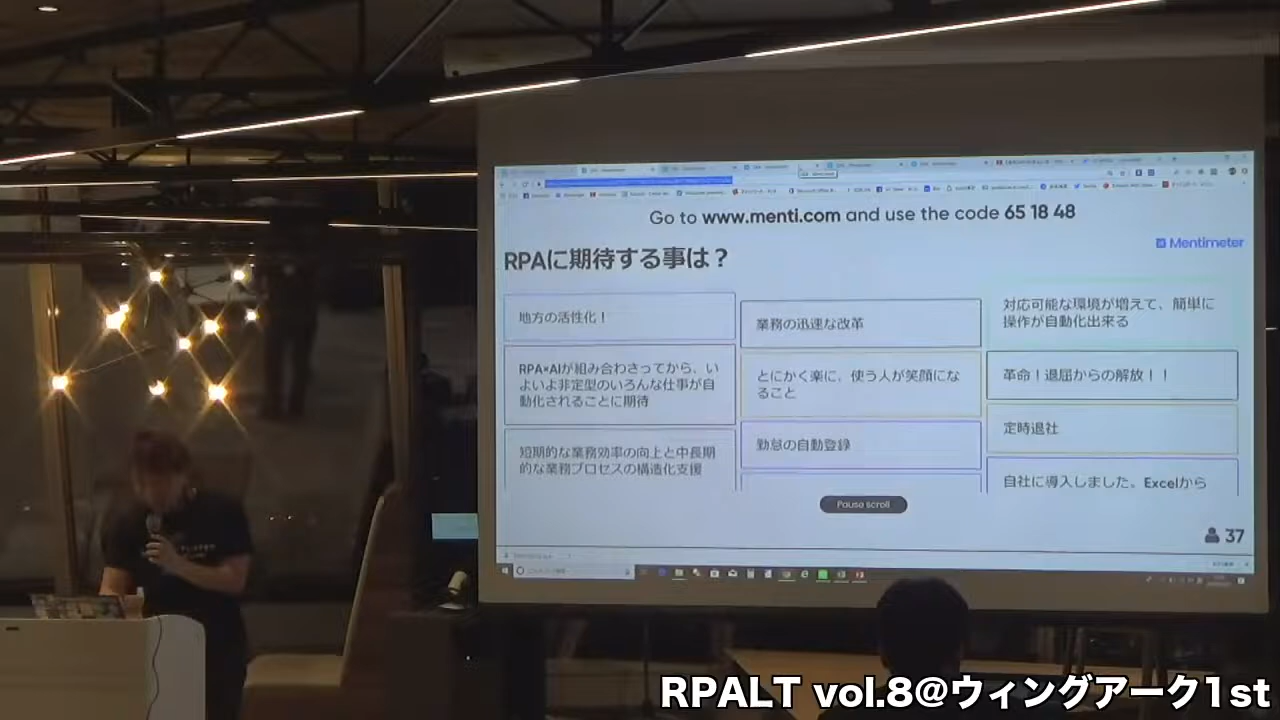 Go to www.menti.com and use the code 65 18 48
Mentimeter
RPAに期待する事は？
地方の活性化！
RPA×AIが組み合わさってから、い
よいよ非定型のいろんな仕事が自
動化されることに期待
短期的な業務効率の向上と中長期
的な業務プロセスの構造化支援
業務の迅速な改革
とにかく楽に、使う人が笑顔にな
ること
勤怠の自動登録
対応可能な環境が増えて、簡単に
操作が自動化出来る
革命！退屈からの解放！！
定時退社
自社に導入しました。Excelから
Pause scroll
37
RPALT vol.8@ウィングアーク1st